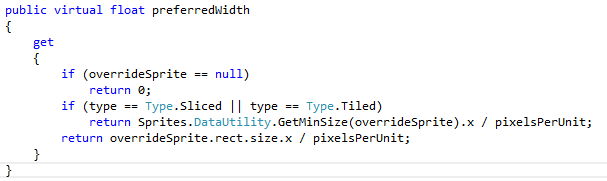 public virtual float preferredWidth
{
    get
    {
        if (overrideSprite == null)
            return 0;
        if (type == Type.Sliced || type == Type.Tiled)
            return Sprites.DataUtility.GetMinSize(overrideSprite).x / pixelsPerUnit;
        return overrideSprite.rect.size.x / pixelsPerUnit;
    }
}